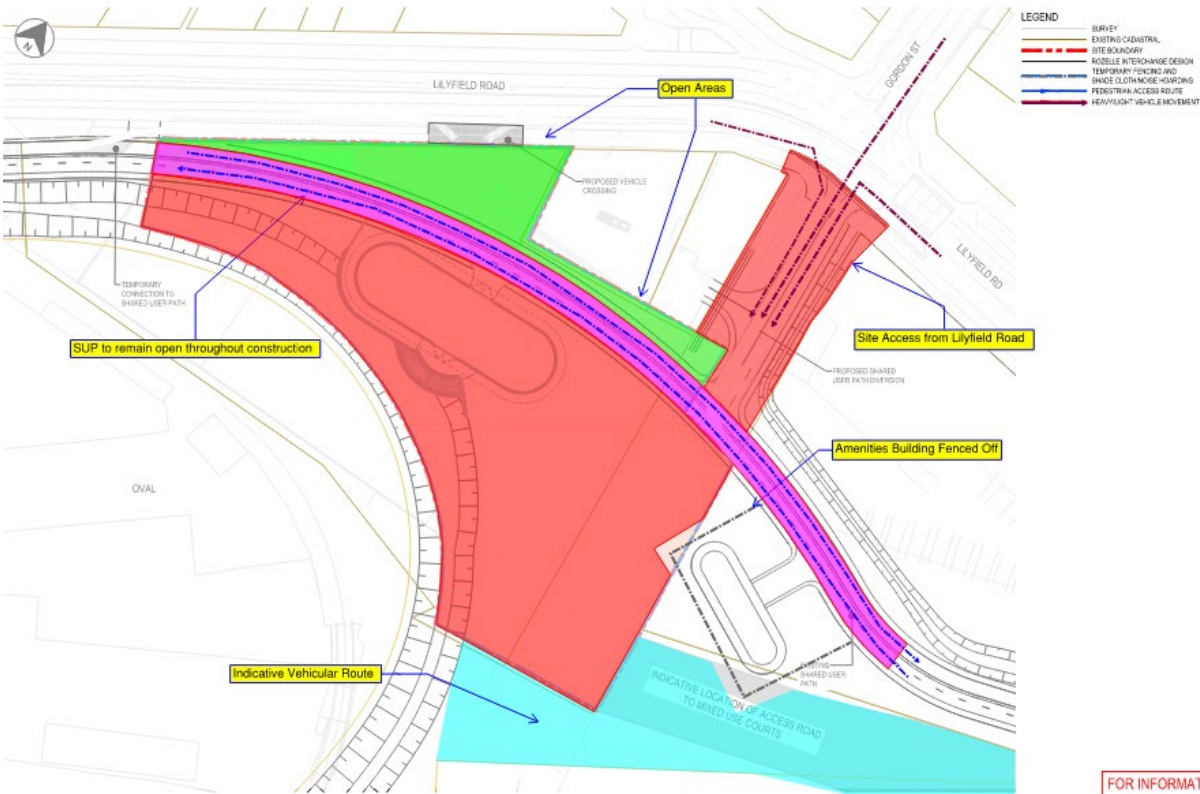 N
LILYFIELD ROAD
Open Areas
GORDON ST
LEGEND
SURVEY
EXISTING CADASTRAL
SITE BOUNDARY
ROZELLE INTERCHANGE DESIGN
TEMPORARY FENCING AND
SHADE CLOTH/NOISE HOARDING
PEDESTRIAN ACCESS ROUTE
HEAVY/LIGHT VEHICLE MOVEMENT
PROPOSED VEHICLE
CROSSING
LILYFIELD RD
TEMPORARY
CONNECTION TO
SHARED USER PATH
SUP to remain open throughout construction
Site Access from Lilyfield Road
PROPOSED SHARED
USER PATH DIVERSION
Amenities Building Fenced Off
OVAL
Indicative Vehicular Route
EXISTING
SHARED USER
PATH
INDICATIVE LOCATION OF ACCESS ROAD
TO MIXED USE COURTS
FOR INFORMAT